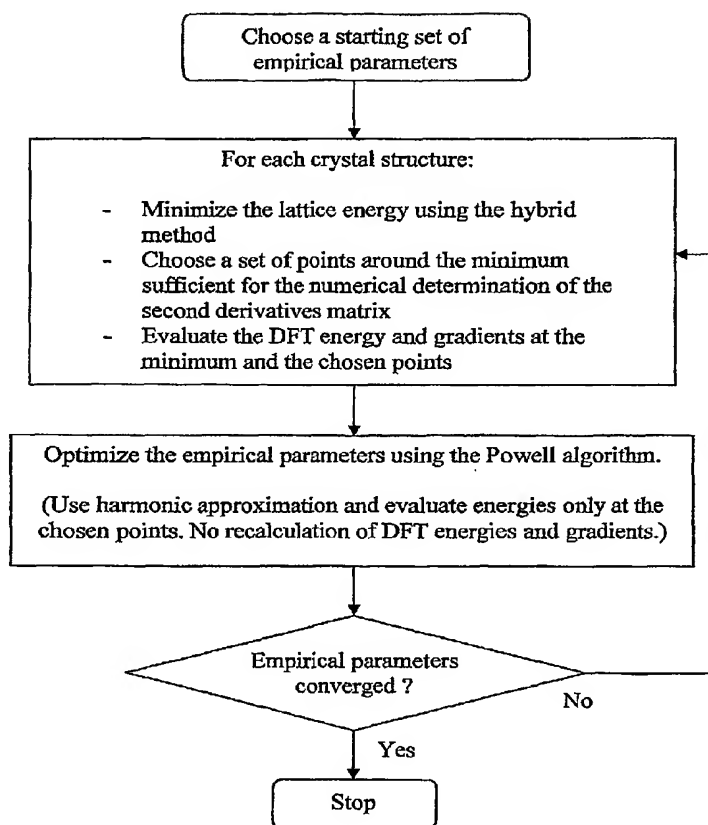 Choose a starting set of
empirical parameters
For each crystal structure:
- Minimize the lattice energy using the hybrid
method
- Choose a set of points around the minimum
sufficient for the numerical determination of the
second derivatives matrix
- Evaluate the DFT energy and gradients at the
minimum and the chosen points
Optimize the empirical parameters using the Powell algorithm.
(Use harmonic approximation and evaluate energies only at the
chosen points. No recalculation of DFT energies and gradients.)
Empirical parameters
converged ?
No
Yes
Stop